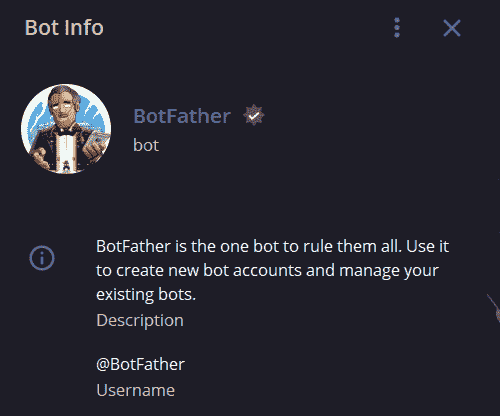 Bot Info
BotFather
bot
BotFather is the one bot to rule them all. Use it
to create new bot accounts and manage your
existing bots.
Description
@BotFather
Username